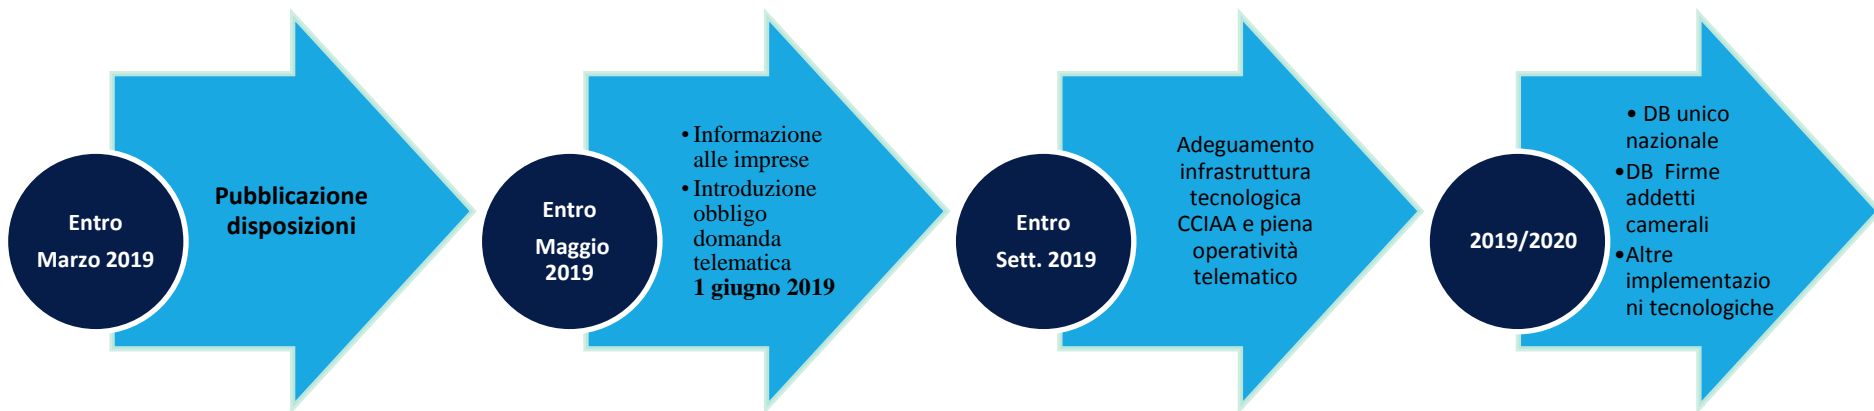 Entro
Marzo 2019
Pubblicazione
disposizioni
Entro
Maggio
2019
• Informazione
alle imprese
• Introduzione
obbligo
domanda
telematica
1 giugno 2019
Entro
Sett. 2019
Adeguamento
infrastruttura
tecnologica
CCIAA e piena
operatività
telematico
2019/2020
• DB unico
nazionale
•DB Firme
addetti
camerali
•Altre
implementazio
ni tecnologiche